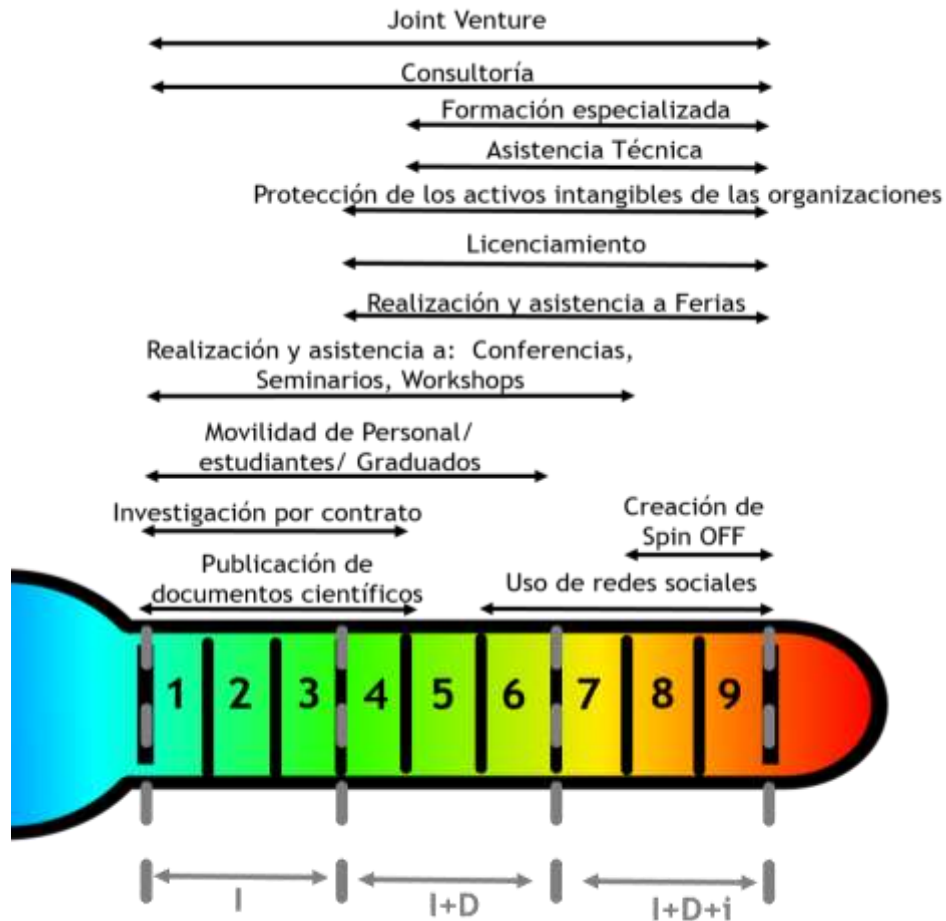 Joint Venture
Consultoría
Formación especializada
Asistencia Técnica
Protección de los activos intangibles de las organizaciones
Licenciamiento
Realización y asistencia a Ferias
Realización y asistencia a: Conferencias,
Seminarios, Workshops
Movilidad de Personal/
estudiantes/ Graduados
Investigación por contrato
Creación de
Spin OFF
Publicación de
documentos científicos
Uso de redes sociales
1 2 3 4 5 6 7 8 9
I
I+D
I+D+i